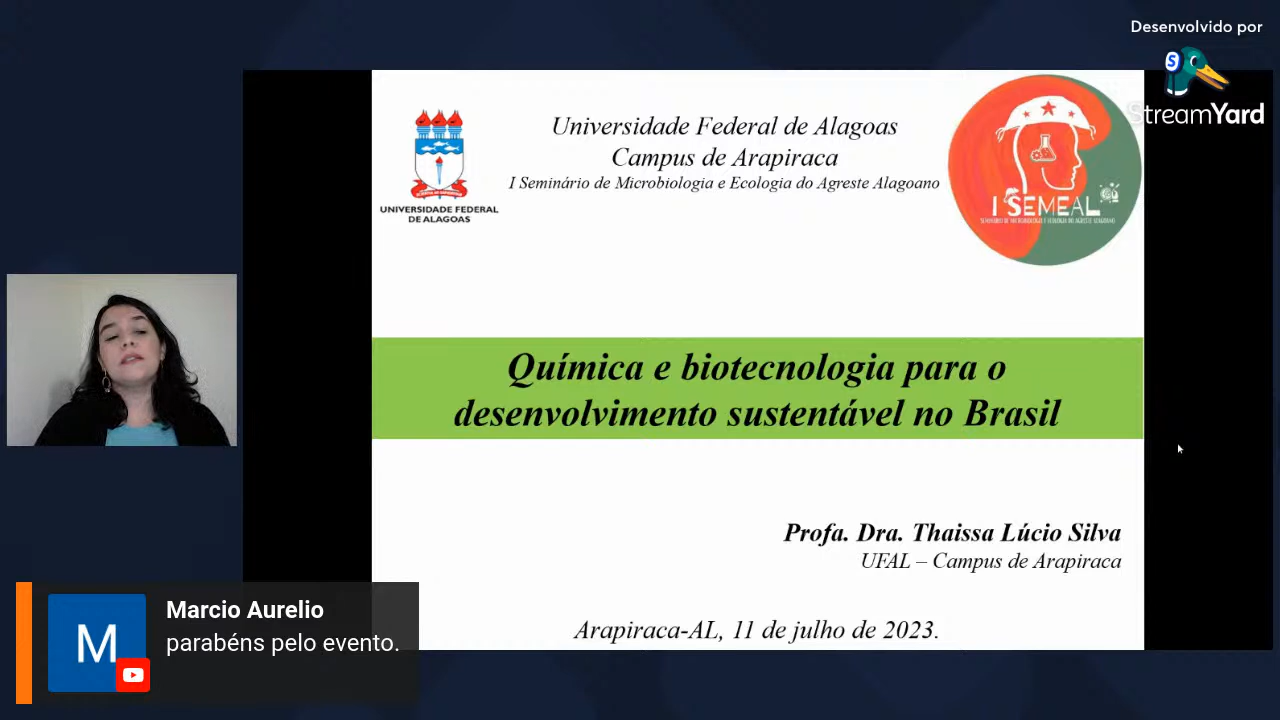 Desenvolvido por
StreamYard
Universidade Federal de Alagoas
Campus de Arapiraca
I Seminário de Microbiologia e Ecologia do Agreste Alagoano
UNIVERSIDADE FEDERAL
DE ALAGOAS
I SEMEAL
Química e biotecnologia para o
desenvolvimento sustentável no Brasil
Profa. Dra. Thaissa Lúcio Silva
UFAL – Campus de Arapiraca
Arapiraca-AL, 11 de julho de 2023.
M
Marcio Aurelio
parabéns pelo evento.